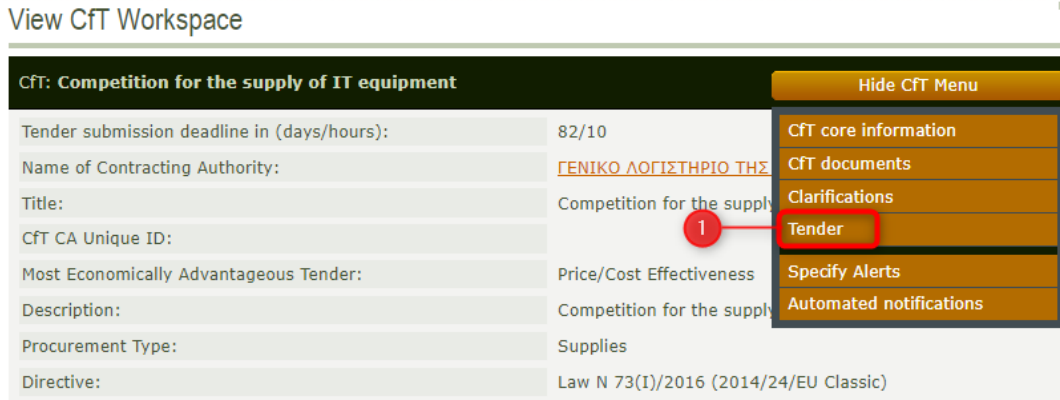 View CfT Workspace
CfT: Competition for the supply of IT equipment
Hide CfT Menu
Tender submission deadline in (days/hours): 82/10
CfT core information
Name of Contracting Authority: ΓΕΝΙΚΟ ΛΟΓΙΣΤΗΡΙΟ ΤΗΣ
CfT documents
Title: Competition for the supply
Clarifications
1
Tender
CfT CA Unique ID:
Most Economically Advantageous Tender: Price/Cost Effectiveness
Specify Alerts
Description: Competition for the supply
Automated notifications
Procurement Type: Supplies
Directive: Law N 73(I)/2016 (2014/24/EU Classic)